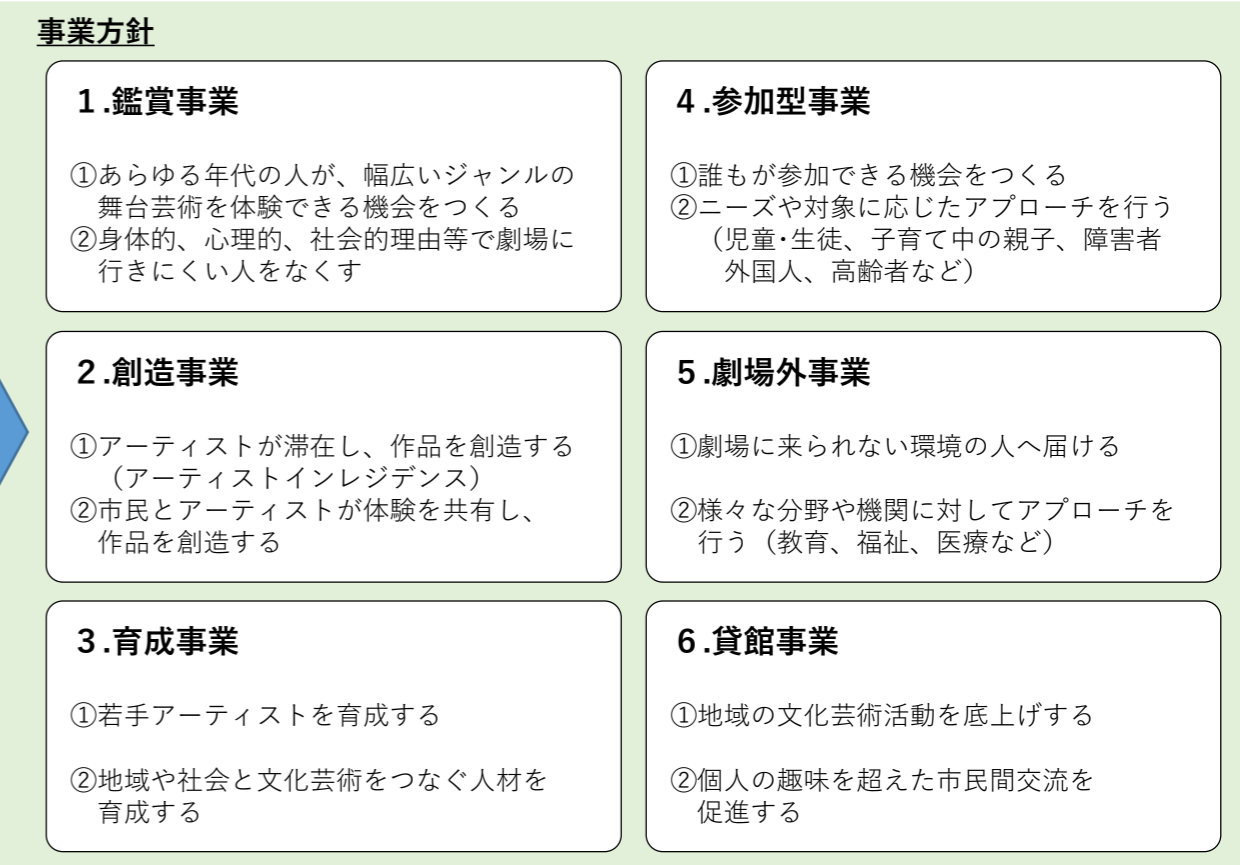 事業方針
１.鑑賞事業
①あらゆる年代の人が、幅広いジャンルの
舞台芸術を体験できる機会をつくる
②身体的、心理的、社会的理由等で劇場に
行きにくい人をなくす
２.創造事業
①アーティストが滞在し、作品を創造する
（アーティストインレジデンス）
②市民とアーティストが体験を共有し、
作品を創造する
３.育成事業
①若手アーティストを育成する
②地域や社会と文化芸術をつなぐ人材を
育成する
４.参加型事業
①誰もが参加できる機会をつくる
②ニーズや対象に応じたアプローチを行う
（児童･生徒、子育て中の親子、障害者
外国人、高齢者など）
５.劇場外事業
①劇場に来られない環境の人へ届ける
②様々な分野や機関に対してアプローチを
行う（教育、福祉、医療など）
６.貸館事業
①地域の文化芸術活動を底上げする
②個人の趣味を超えた市民間交流を
促進する